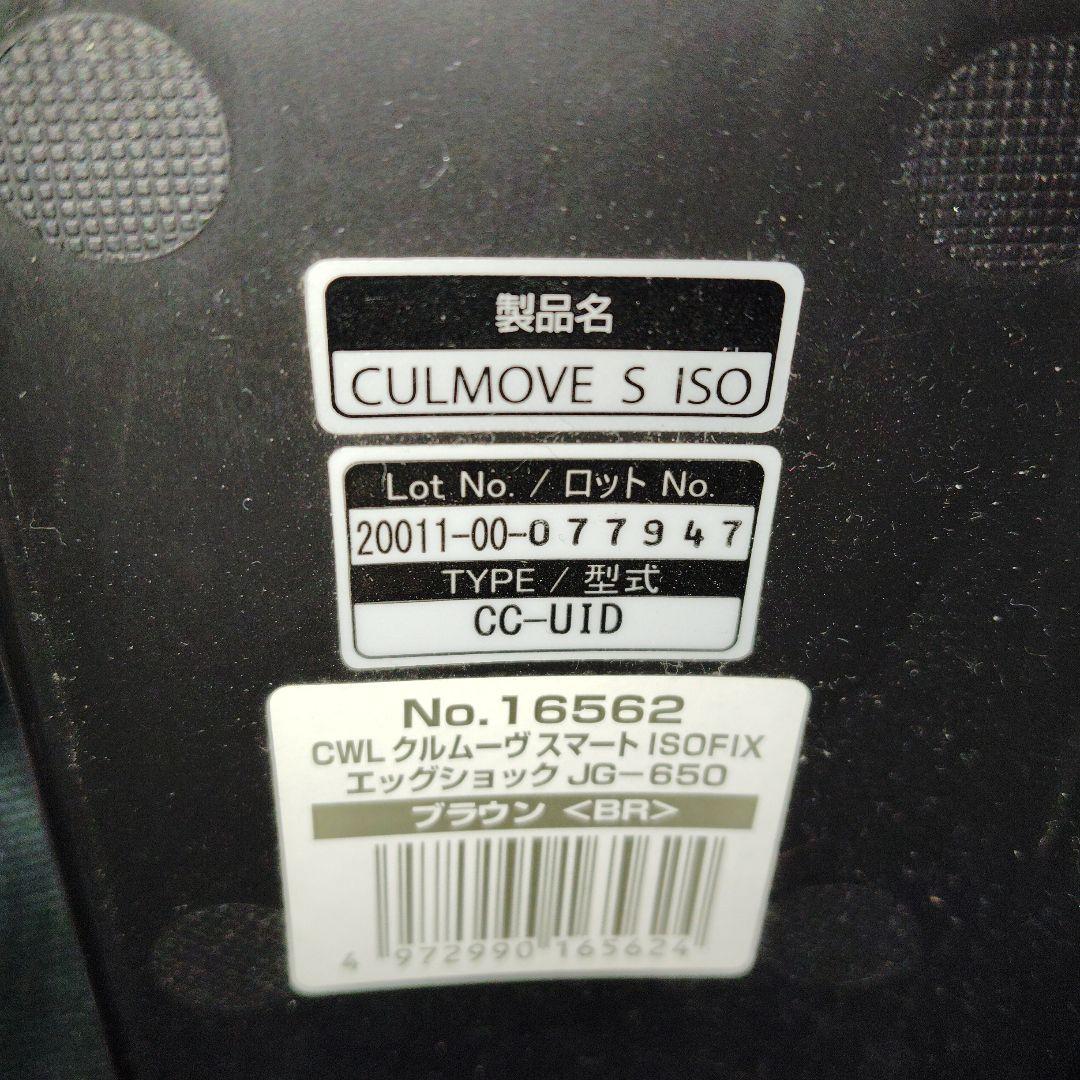 製品名
CULMOVE S ISO
Lot No. / ロット No.
20011-00-077947
TYPE / 型式
CC-UID
No.16562
CWL クルムーヴ スマート ISOFIX
エッグショック JG-650
ブラウン <BR>
4 972990 165624